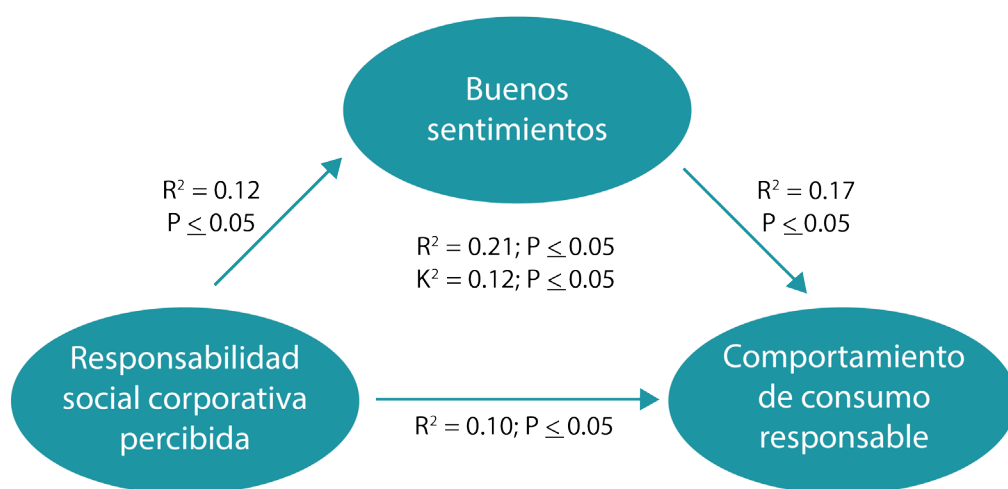 Buenos
sentimientos
R² = 0.12
P ≤ 0.05
R² = 0.17
P ≤ 0.05
R² = 0.21; P ≤ 0.05
K² = 0.12; P ≤ 0.05
Responsabilidad
social corporativa
percibida
R² = 0.10; P ≤ 0.05
Comportamiento
de consumo
responsable